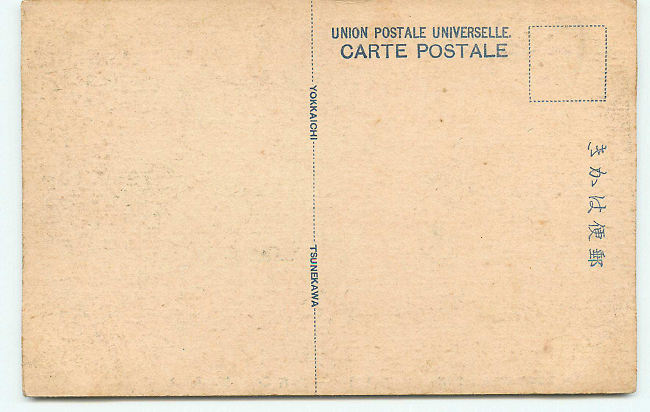 UNION POSTALE UNIVERSELLE.
CARTE POSTALE
YOKKAICHI
TSUNEKAWA
きかは便郵